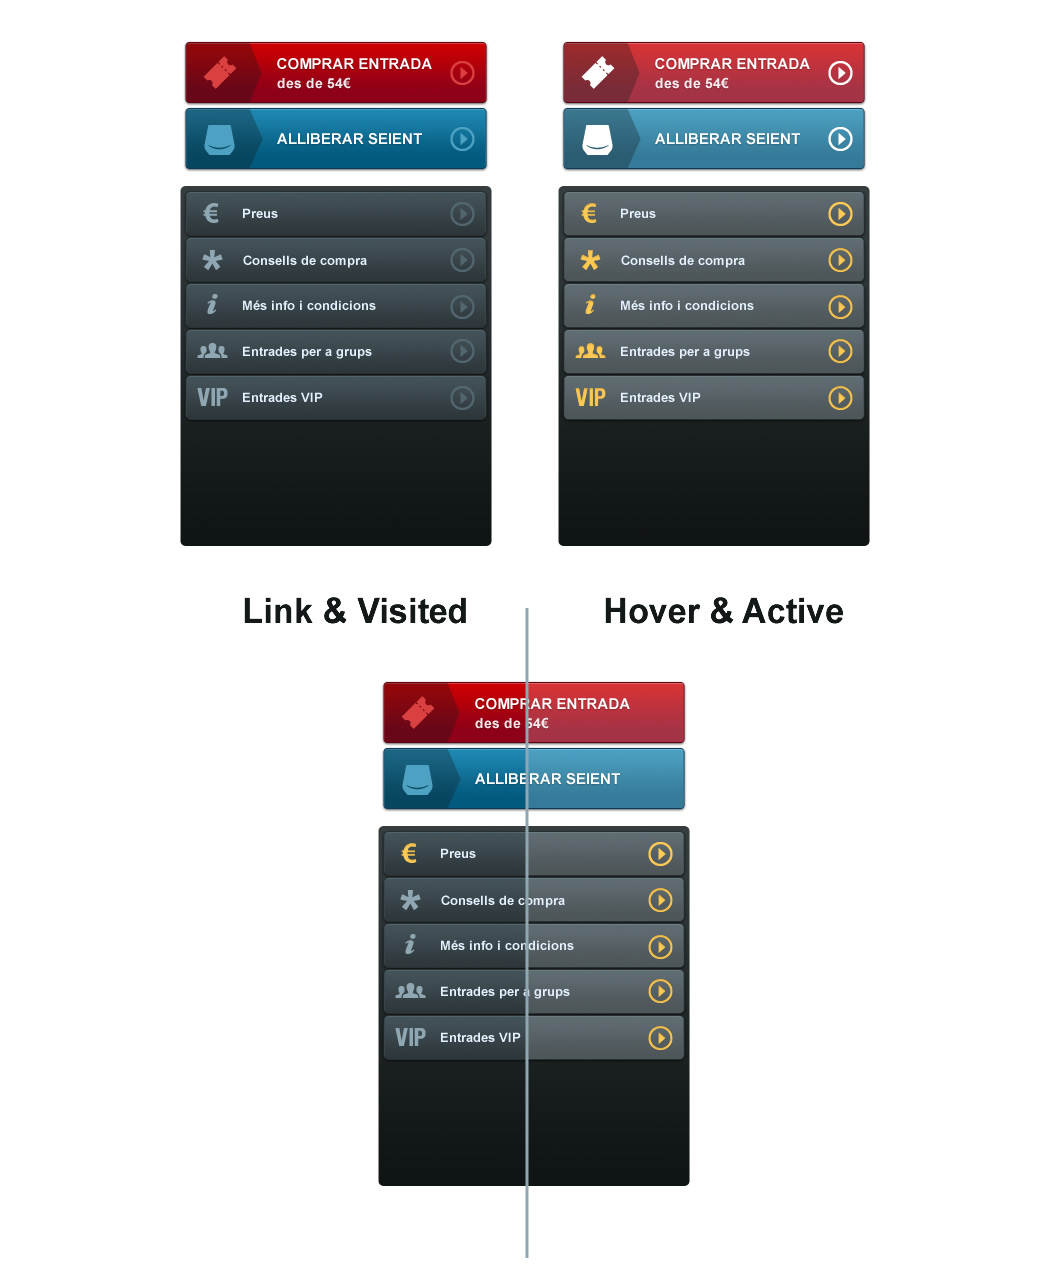 COMPRAR ENTRADA
des de 54€
ALLIBERAR SEIENT
€ Preus
* Consells de compra
i Més info i condicions
Entrades per a grups
VIP Entrades VIP
COMPRAR ENTRADA
des de 54€
ALLIBERAR SEIENT
€ Preus
* Consells de compra
i Més info i condicions
Entrades per a grups
VIP Entrades VIP
Link & Visited
Hover & Active
COMPRAR ENTRADA
des de 54€
ALLIBERAR SEIENT
€ Preus
* Consells de compra
i Més info i condicions
Entrades per a grups
VIP Entrades VIP